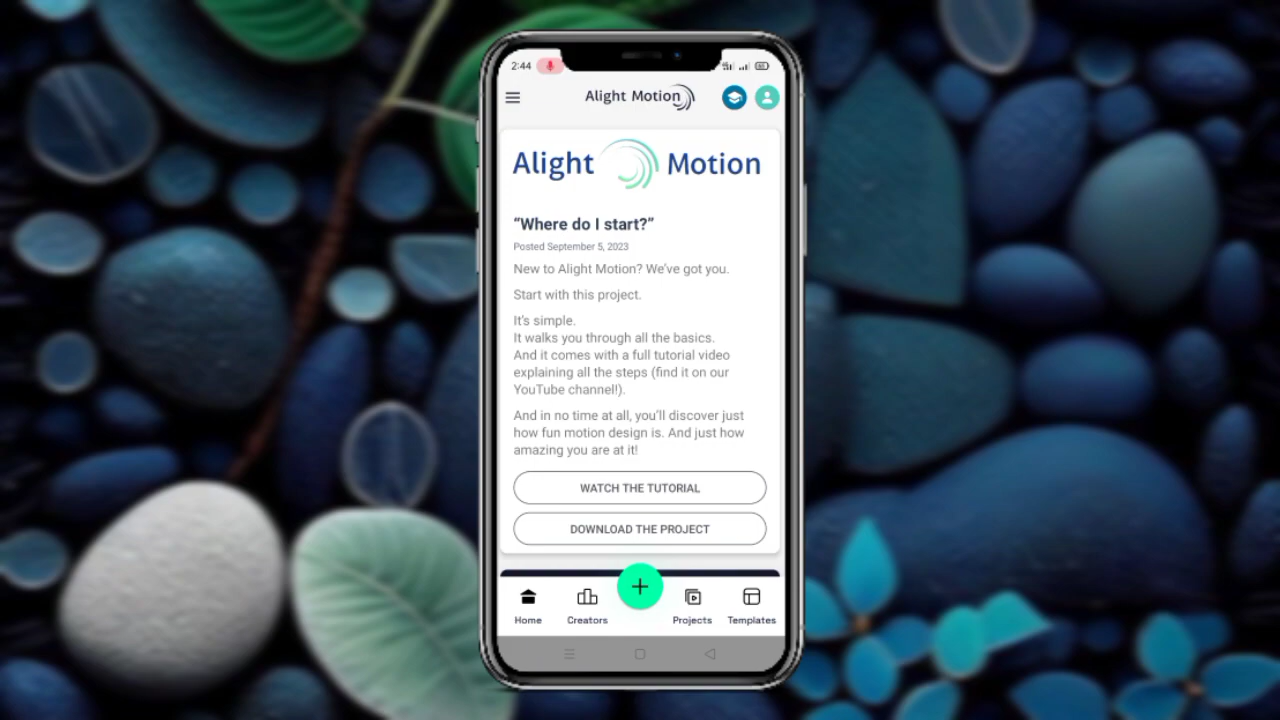 2:44
Alight Motion
Alight Motion
“Where do I start?”
Posted September 5, 2023
New to Alight Motion? We’ve got you.
Start with this project.
It’s simple.
It walks you through all the basics.
And it comes with a full tutorial video
explaining all the steps (find it on our
YouTube channel!).
And in no time at all, you’ll discover just
how fun motion design is. And just how
amazing you are at it!
WATCH THE TUTORIAL
DOWNLOAD THE PROJECT
Home Creators Projects Templates